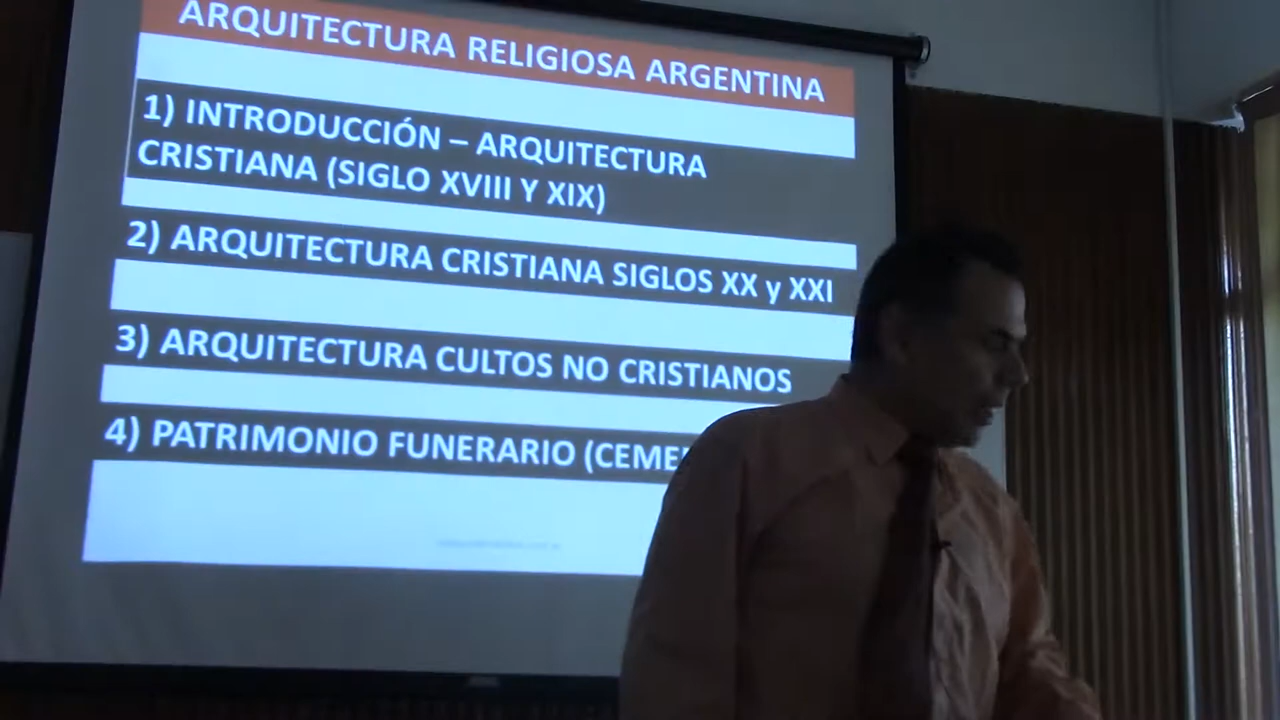 ARQUITECTURA RELIGIOSA ARGENTINA
1) INTRODUCCIÓN – ARQUITECTURA
CRISTIANA (SIGLO XVIII Y XIX)
2) ARQUITECTURA CRISTIANA SIGLOS XX y XXI
3) ARQUITECTURA CULTOS NO CRISTIANOS
4) PATRIMONIO FUNERARIO (CEME